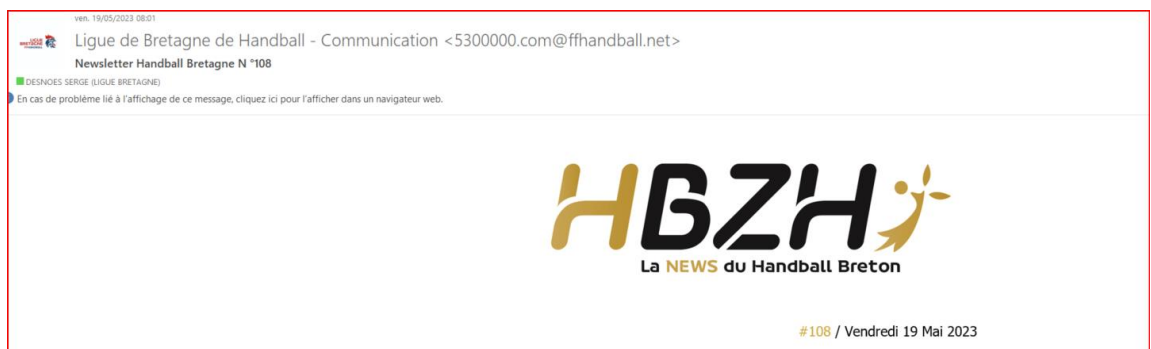 ven. 19/05/2023 08:01
Ligue de Bretagne de Handball - Communication <5300000.com@ffhandball.net>
Newsletter Handball Bretagne N °108
DESNOES SERGE (LIGUE BRETAGNE)
En cas de problème lié à l'affichage de ce message, cliquez ici pour l'afficher dans un navigateur web.
HBZH
La NEWS du Handball Breton
#108 / Vendredi 19 Mai 2023